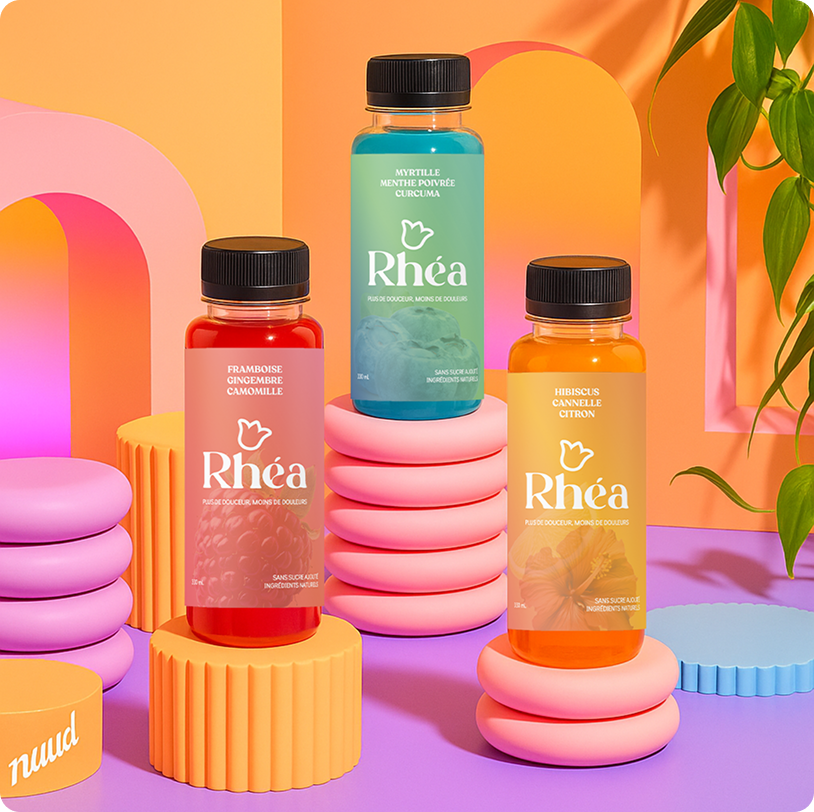 MYRTILLE
MENTHE POIVRÉE
CURCUMA
Rhéa
PLUS DE DOUCEUR, MOINS DE DOULEURS
SANS SUCRE AJOUTÉ
INGRÉDIENTS NATURELS
FRAMBOISE
GINGEMBRE
CAMOMILLE
Rhéa
PLUS DE DOUCEUR, MOINS DE DOULEURS
SANS SUCRE AJOUTÉ
INGRÉDIENTS NATURELS
HIBISCUS
CANNELLE
CITRON
Rhéa
PLUS DE DOUCEUR, MOINS DE DOULEURS
SANS SUCRE AJOUTÉ
INGRÉDIENTS NATURELS
nuud